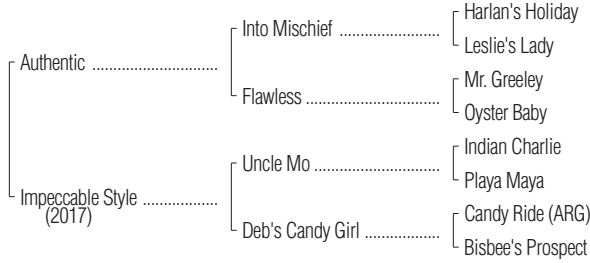 Harlan's Holiday
Into Mischief ....................
Leslie's Lady
Authentic .........................
Mr. Greeley
Flawless ...........................
Oyster Baby
Indian Charlie
Uncle Mo .........................
Playa Maya
Impeccable Style ...............
(2017)
Candy Ride (ARG)
Deb's Candy Girl ...............
Bisbee's Prospect